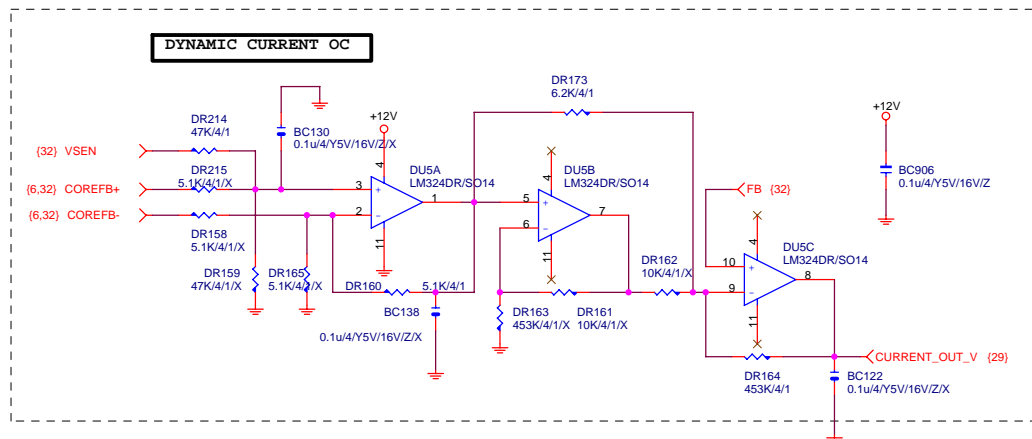 DYNAMIC CURRENT OC
DR173
6.2K/4/1
+12V
+12V
DR214
47K/4/1
BC130
0.1u/4/Y5V/16V/Z/X
{32} VSEN
DR215
5.1K/4/1/X
{6,32} COREFB+
{6,32} COREFB-
DR158
5.1K/4/1/X
DR159
47K/4/1/X
DR165
5.1K/4/1/X
DR160
5.1K/4/1
BC138
0.1u/4/Y5V/16V/Z/X
DU5A
LM324DR/SO14
3
2
1
4
11
+
-
DU5B
LM324DR/SO14
5
6
7
4
11
+
-
DR163
453K/4/1/X
DR161
10K/4/1/X
DR162
10K/4/1/X
FB {32}
DU5C
LM324DR/SO14
10
9
8
4
11
+
-
DR164
453K/4/1
BC906
0.1u/4/Y5V/16V/Z
CURRENT_OUT_V {29}
BC122
0.1u/4/Y5V/16V/Z/X